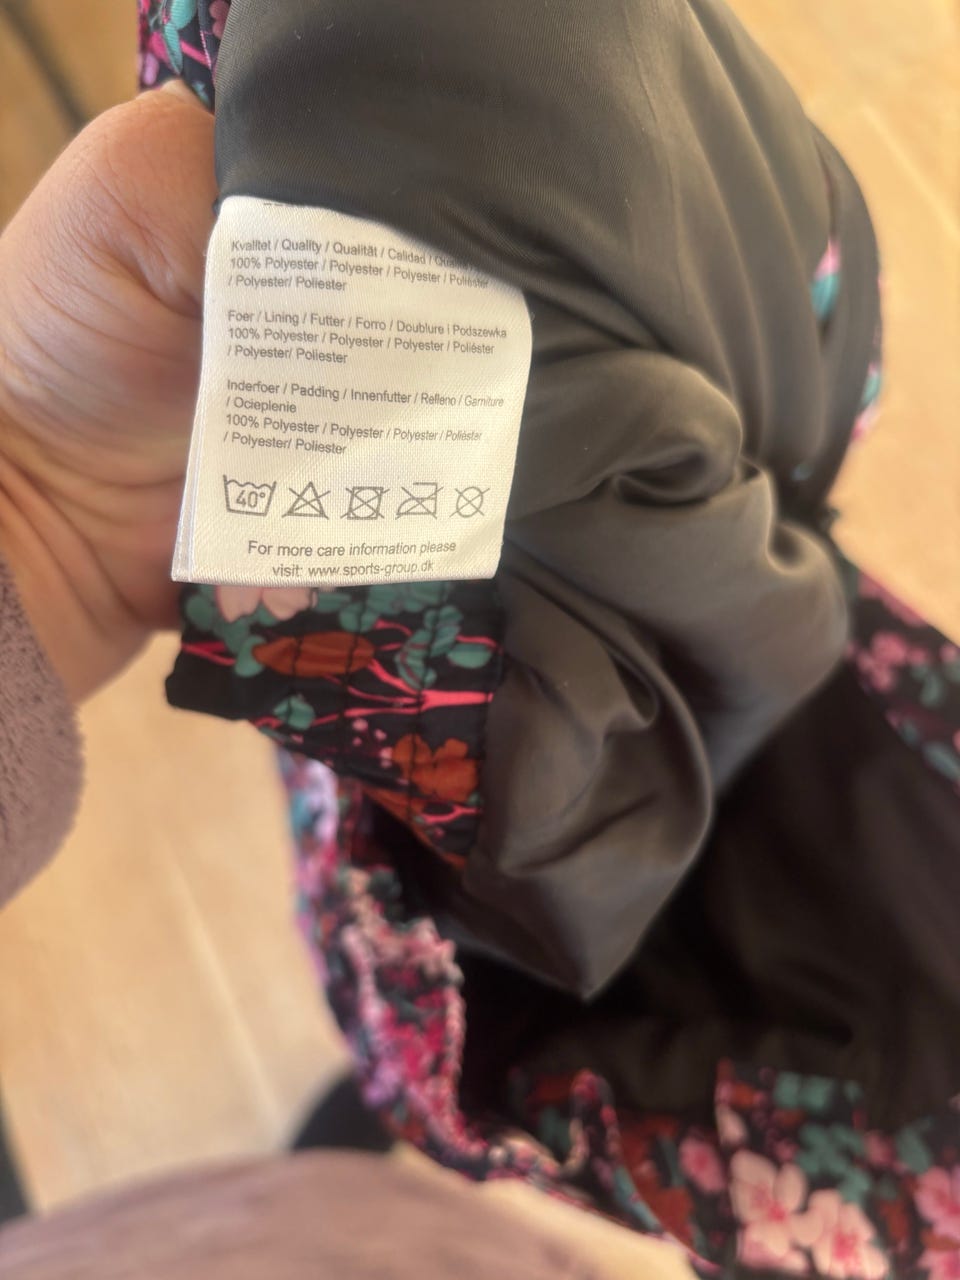 Kvalitet / Quality / Qualität / Calidad /
100% Polyester / Polyester / Polyester / Poliéster
/ Polyester/ Poliester
Foer / Lining / Futter / Forro / Doublure i Podszewka
100% Polyester / Polyester / Polyester / Poliéster
/ Polyester/ Poliester
Inderfoer / Padding / Innenfutter / Relleno / Garniture
/ Ocieplenie
100% Polyester / Polyester / Polyester / Poliéster
/ Polyester/ Poliester
40°
For more care information please
visit: www.sports-group.dk